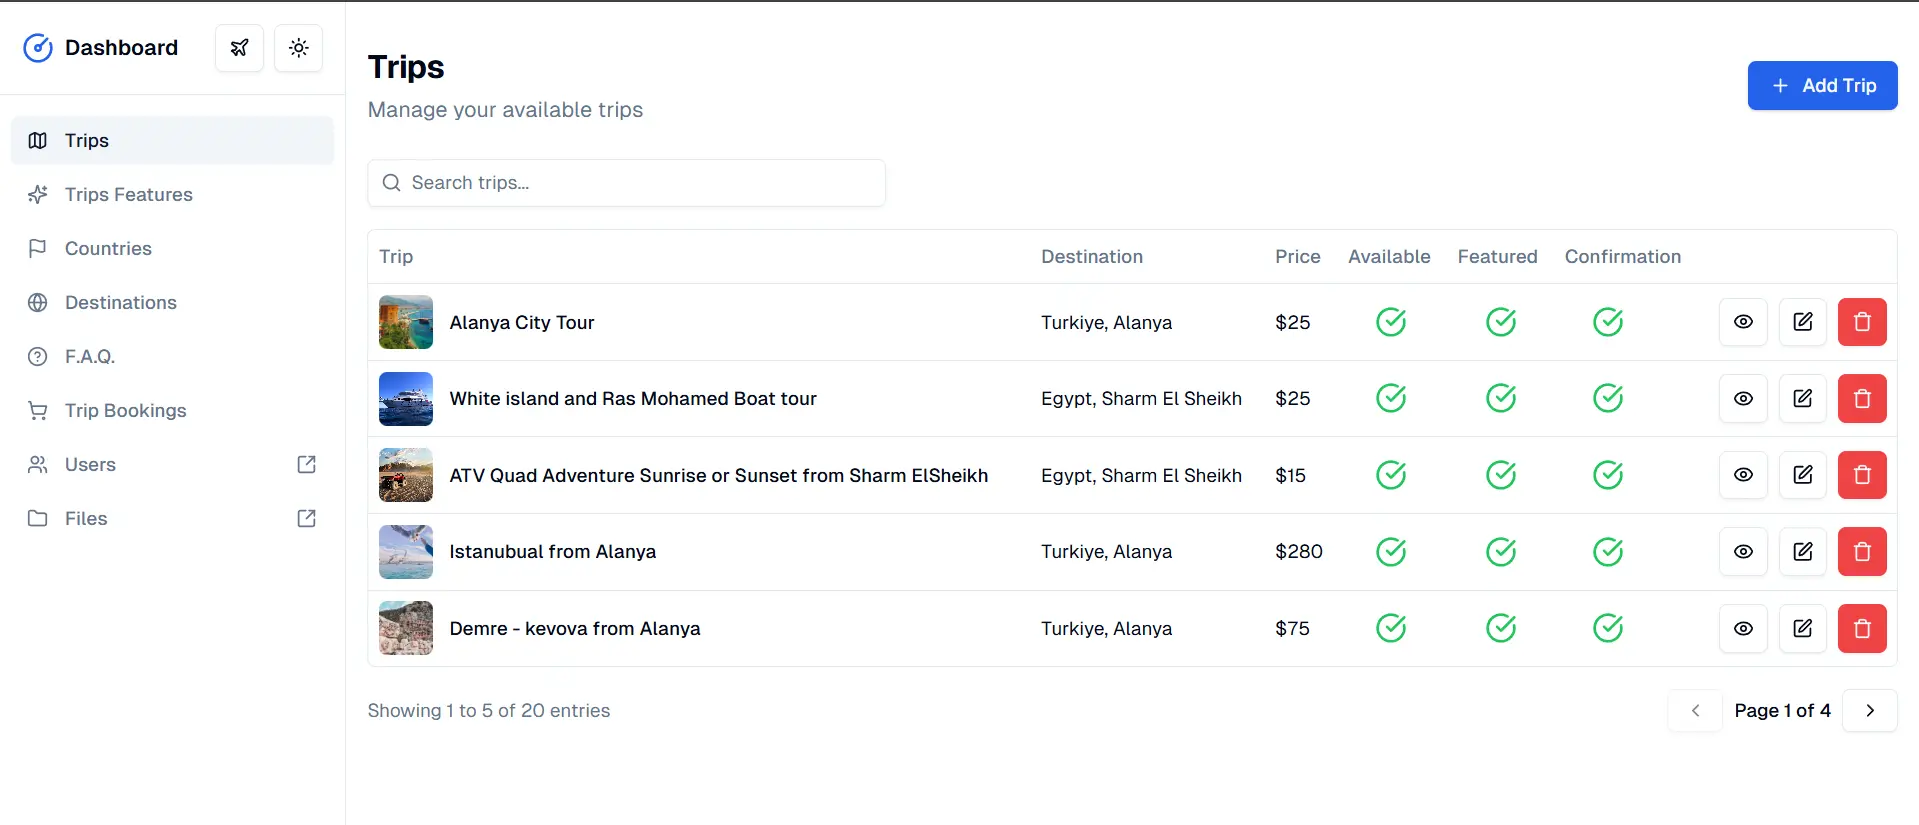 Dashboard
Trips
Trips Features
Countries
Destinations
F.A.Q.
Trip Bookings
Users
Files
Trips
Manage your available trips
Add Trip
Search trips...
Trip Destination Price Available Featured Confirmation
Alanya City Tour Turkiye, Alanya $25
White island and Ras Mohamed Boat tour Egypt, Sharm El Sheikh $25
ATV Quad Adventure Sunrise or Sunset from Sharm ElSheikh Egypt, Sharm El Sheikh $15
Istanubual from Alanya Turkiye, Alanya $280
Demre - kevova from Alanya Turkiye, Alanya $75
Showing 1 to 5 of 20 entries
Page 1 of 4